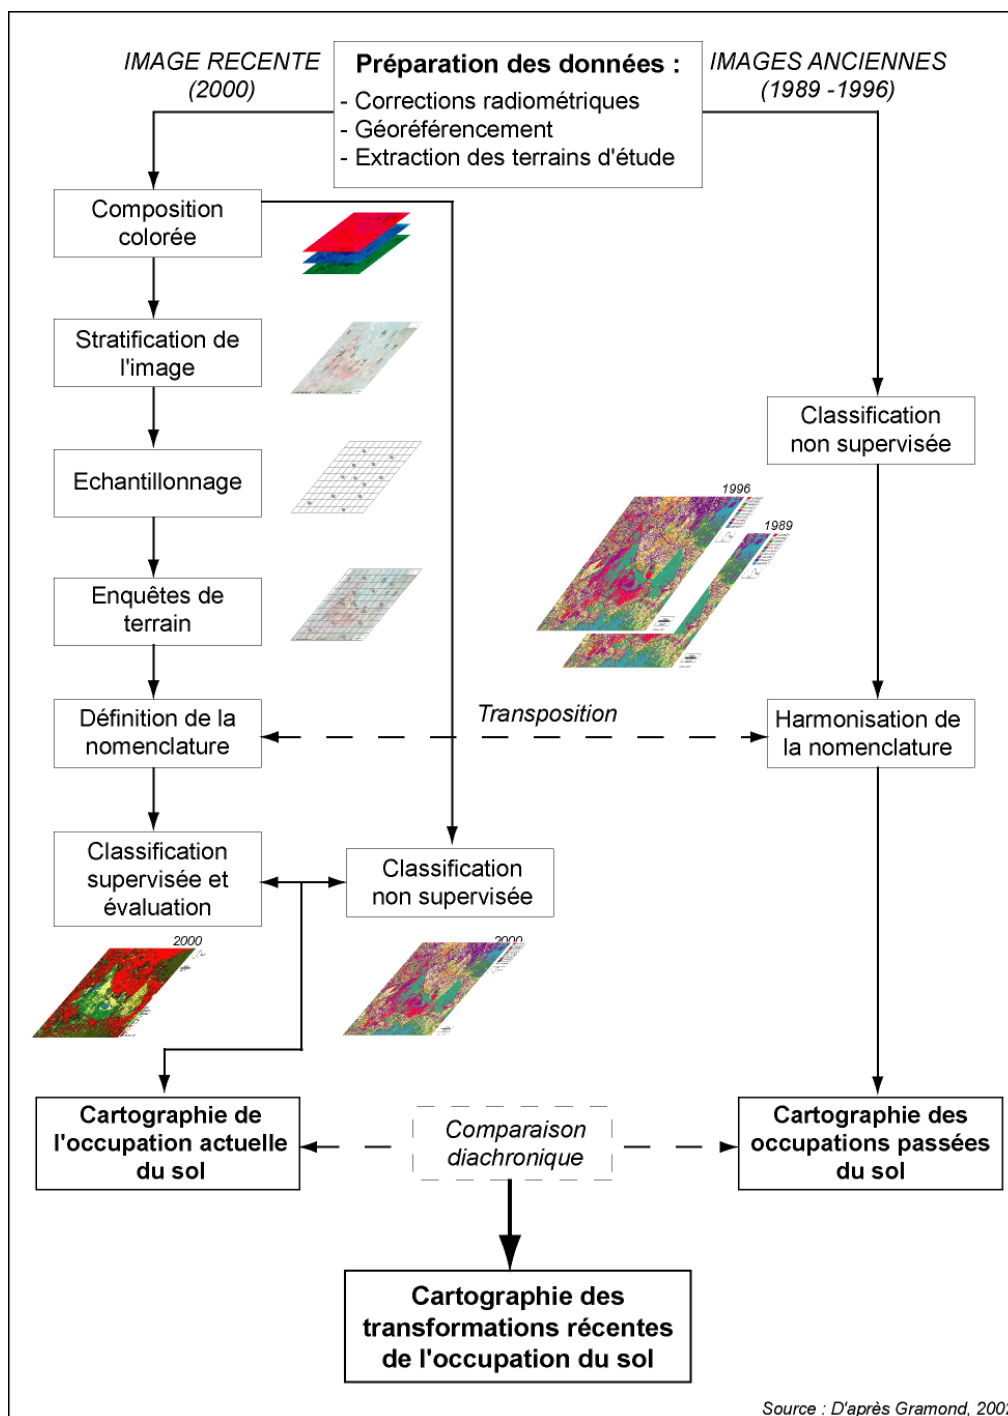 IMAGE RECENTE
(2000)
Préparation des données :
- Corrections radiométriques
- Géoréférencement
- Extraction des terrains d'étude
IMAGES ANCIENNES
(1989 -1996)
Composition
colorée
Stratification de
l'image
Classification
non supervisée
Echantillonnage
1996
1989
Enquêtes de
terrain
Définition de la
nomenclature
Transposition
Harmonisation de
la nomenclature
Classification
supervisée et
évaluation
Classification
non supervisée
2000
2000
Cartographie de
l'occupation actuelle
du sol
Comparaison
diachronique
Cartographie des
occupations passées
du sol
Cartographie des
transformations récentes
de l'occupation du sol
Source : D'après Gramond, 2002